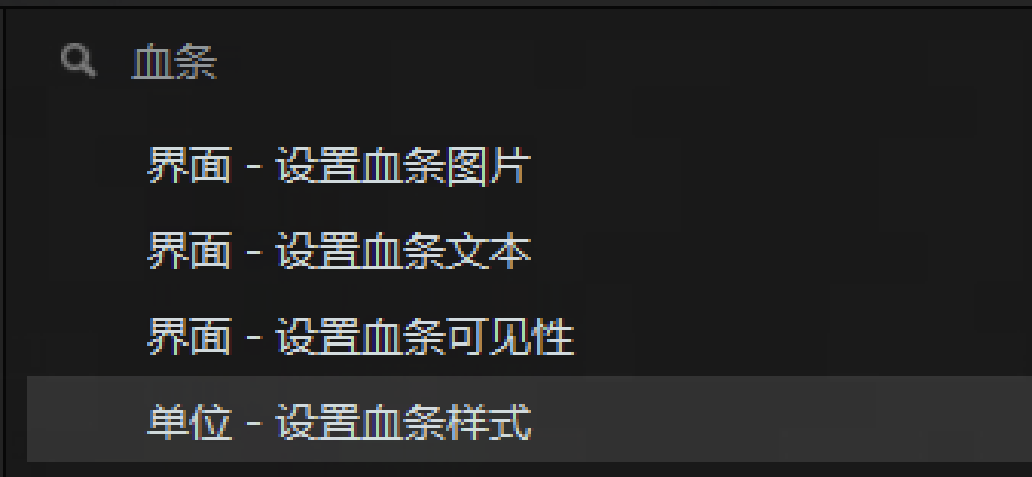 血条
界面 - 设置血条图片
界面 - 设置血条文本
界面 - 设置血条可见性
单位 - 设置血条样式